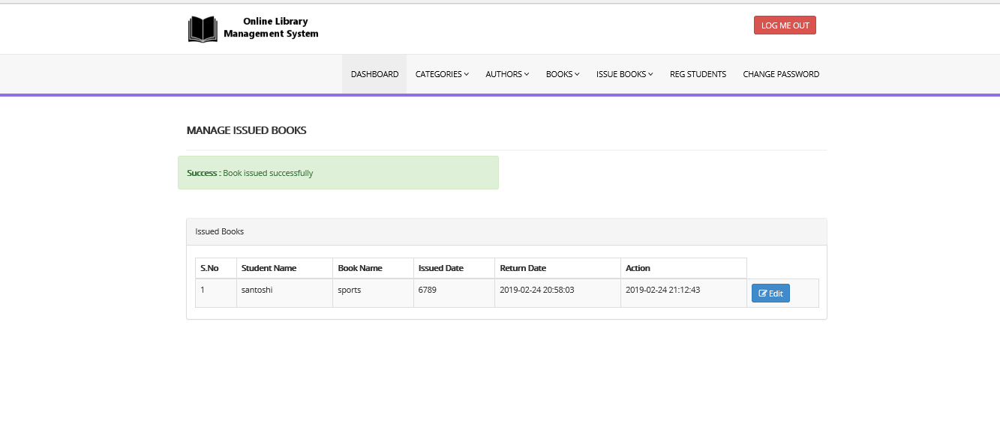 Online Library
Management System
LOG ME OUT
DASHBOARD CATEGORIES AUTHORS BOOKS ISSUE BOOKS REG STUDENTS CHANGE PASSWORD
MANAGE ISSUED BOOKS
Success : Book issued successfully
Issued Books
S.No Student Name Book Name Issued Date Return Date Action
1 santoshi sports 6789 2019-02-24 20:58:03 2019-02-24 21:12:43 Edit